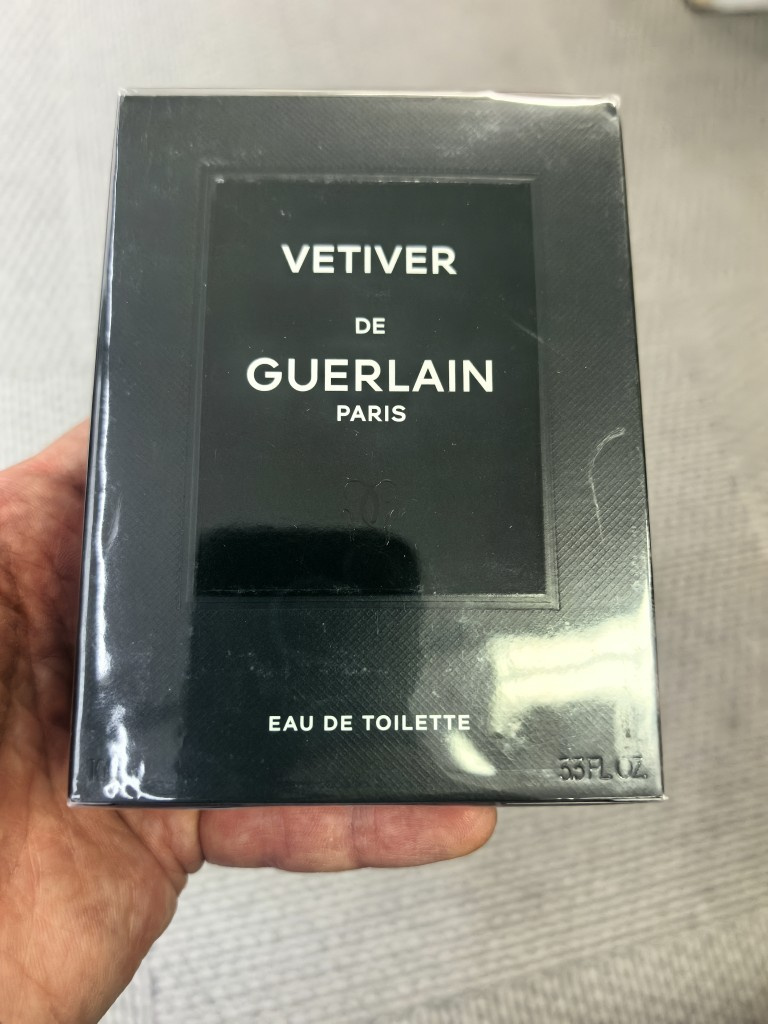 VETIVER
DE
GUERLAIN
PARIS
EAU DE TOILETTE
3.3 FL. OZ.